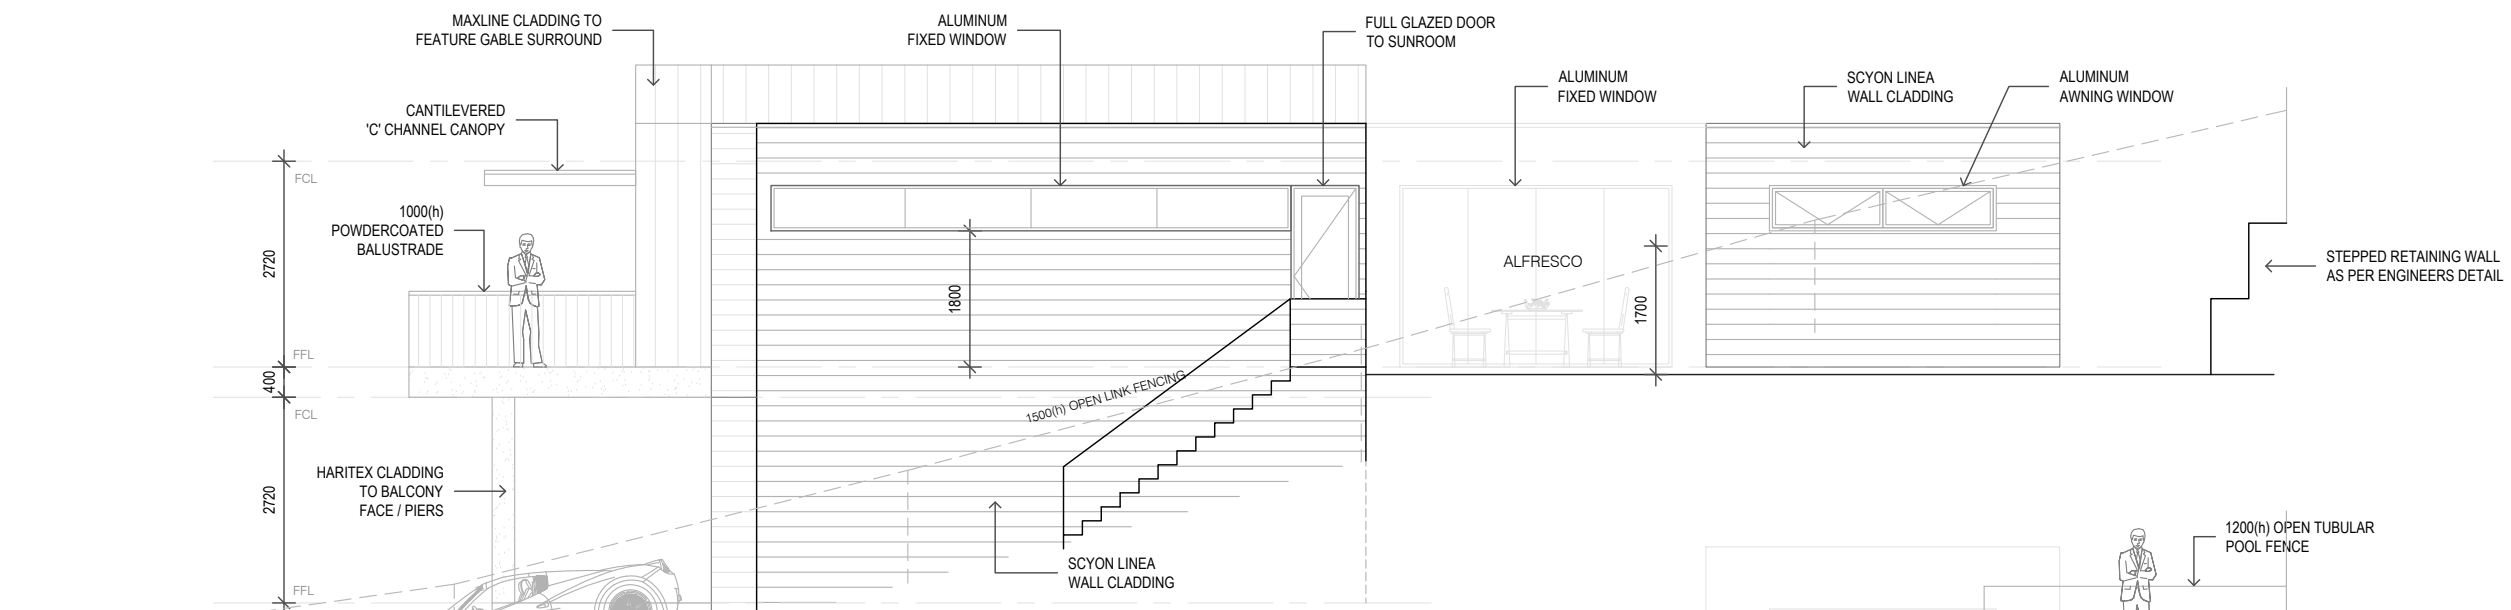 MAXLINE CLADDING TO
FEATURE GABLE SURROUND
ALUMINUM
FIXED WINDOW
FULL GLAZED DOOR
TO SUNROOM
ALUMINUM
FIXED WINDOW
SCYON LINEA
WALL CLADDING
ALUMINUM
AWNING WINDOW
CANTILEVERED
'C' CHANNEL CANOPY
FCL
1000(h)
POWDERCOATED
BALUSTRADE
2720
ALFRESCO
STEPPED RETAINING WALL
AS PER ENGINEERS DETAIL
1800
1700
FFL
400
FCL
1500(h) OPEN LINK FENCING
HARITEX CLADDING
TO BALCONY
FACE / PIERS
2720
1200(h) OPEN TUBULAR
POOL FENCE
SCYON LINEA
WALL CLADDING
FFL